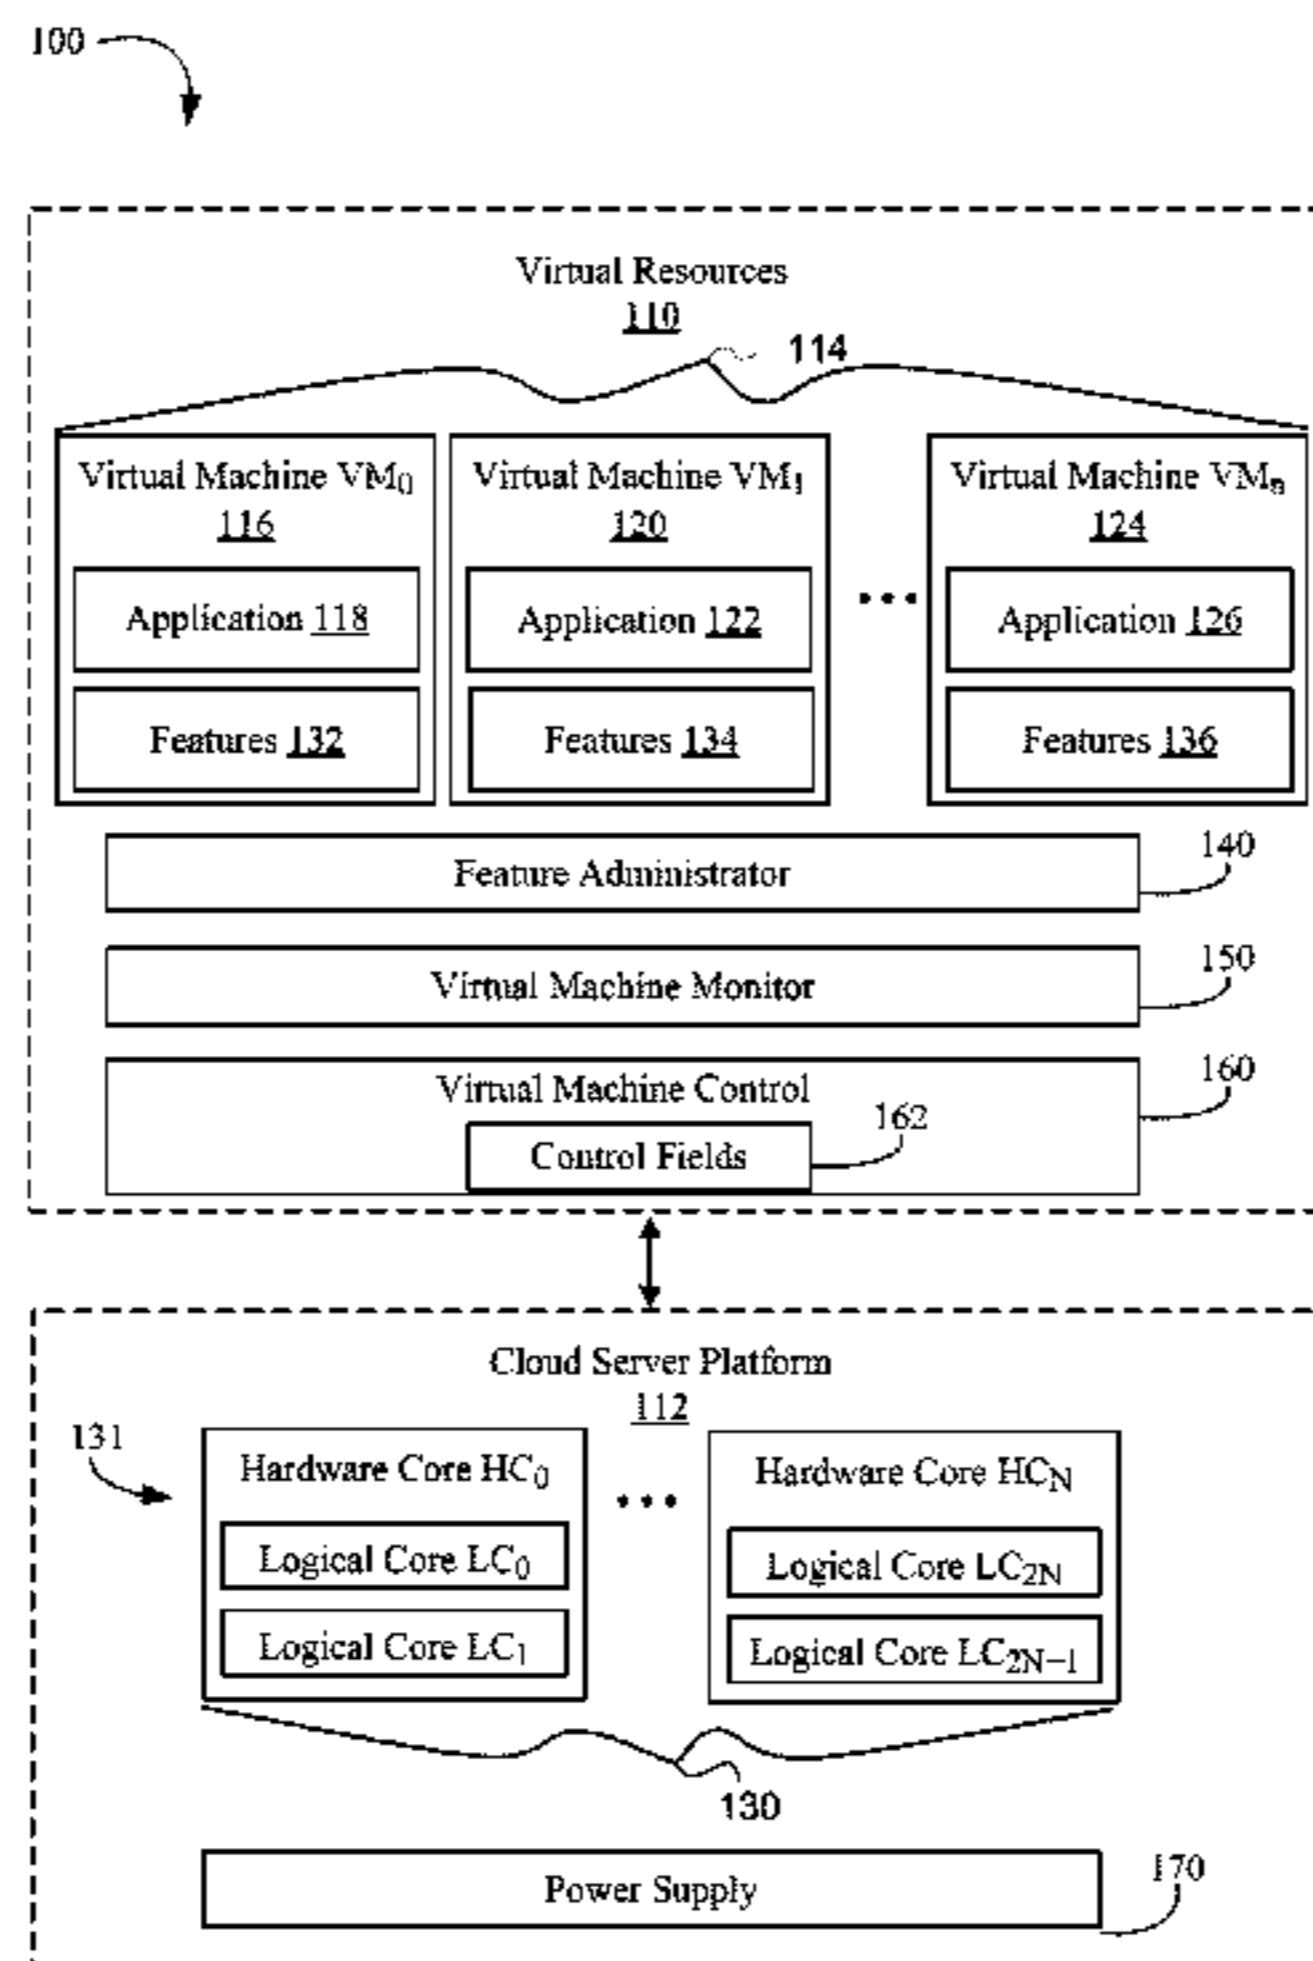 100
Virtual Resources
110
114
Virtual Machine VM0
116
Application 118
Features 132
Virtual Machine VM1
120
Application 122
Features 134
•••
Virtual Machine VMn
124
Application 126
Features 136
Feature Administrator
140
Virtual Machine Monitor
150
Virtual Machine Control
160
Control Fields
162
Cloud Server Platform
112
131
Hardware Core HC0
Logical Core LC0
Logical Core LC1
•••
Hardware Core HCN
Logical Core LC2N
Logical Core LC2N−1
130
Power Supply
170